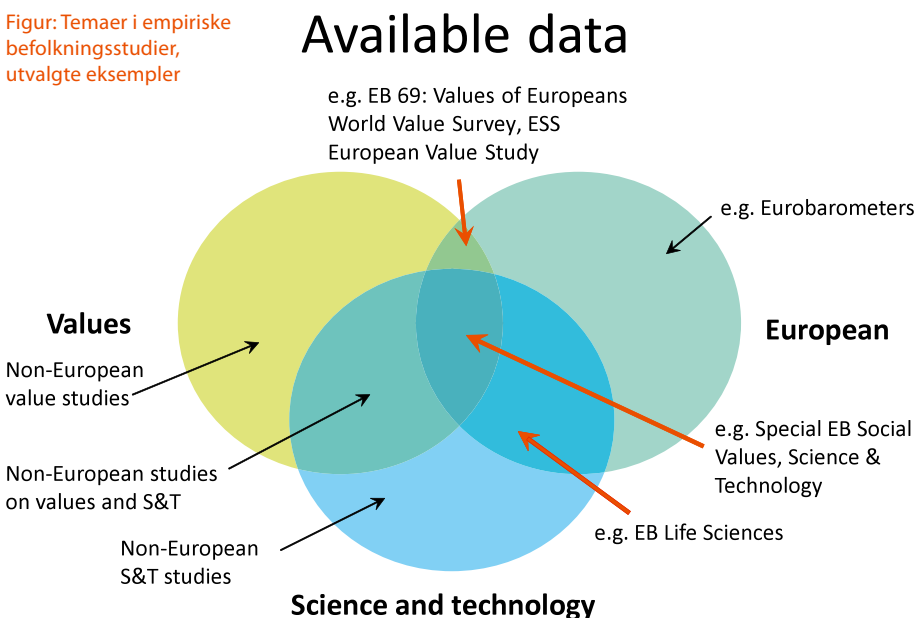 Figur: Temaer i empiriske
befolkningsstudier,
utvalgte eksempler
Available data
e.g. EB 69: Values of Europeans
World Value Survey, ESS
European Value Study
e.g. Eurobarometers
Values
European
Non-European
value studies
e.g. Special EB Social
Values, Science &
Technology
Non-European studies
on values and S&T
e.g. EB Life Sciences
Non-European
S&T studies
Science and technology